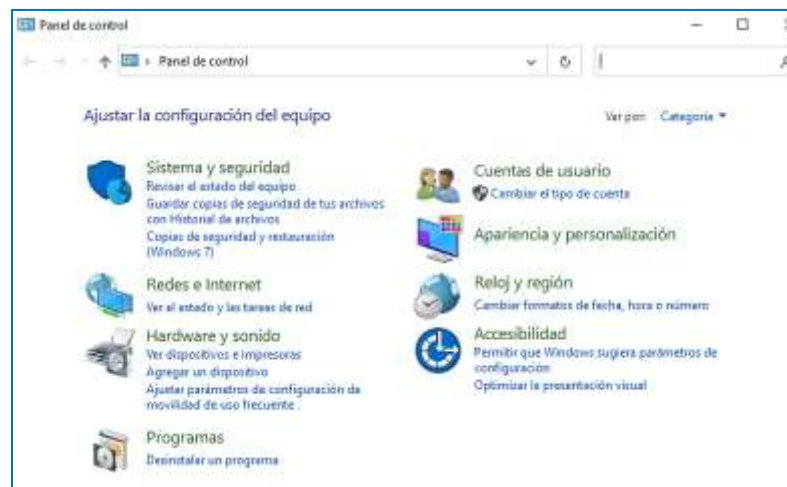 Panel de control
Panel de control
Ajustar la configuración del equipo
Ver por: Categoría
Sistema y seguridad
Revisar el estado del equipo
Guardar copias de seguridad de tus archivos
con Historial de archivos
Copias de seguridad y restauración
(Windows 7)
Redes e Internet
Ver el estado y las tareas de red
Hardware y sonido
Ver dispositivos e impresoras
Agregar un dispositivo
Ajustar parámetros de configuración de
movilidad de uso frecuente
Programas
Desinstalar un programa
Cuentas de usuario
Cambiar el tipo de cuenta
Apariencia y personalización
Reloj y región
Cambiar formatos de fecha, hora o número
Accesibilidad
Permitir que Windows sugiera parámetros de
configuración
Optimizar la presentación visual